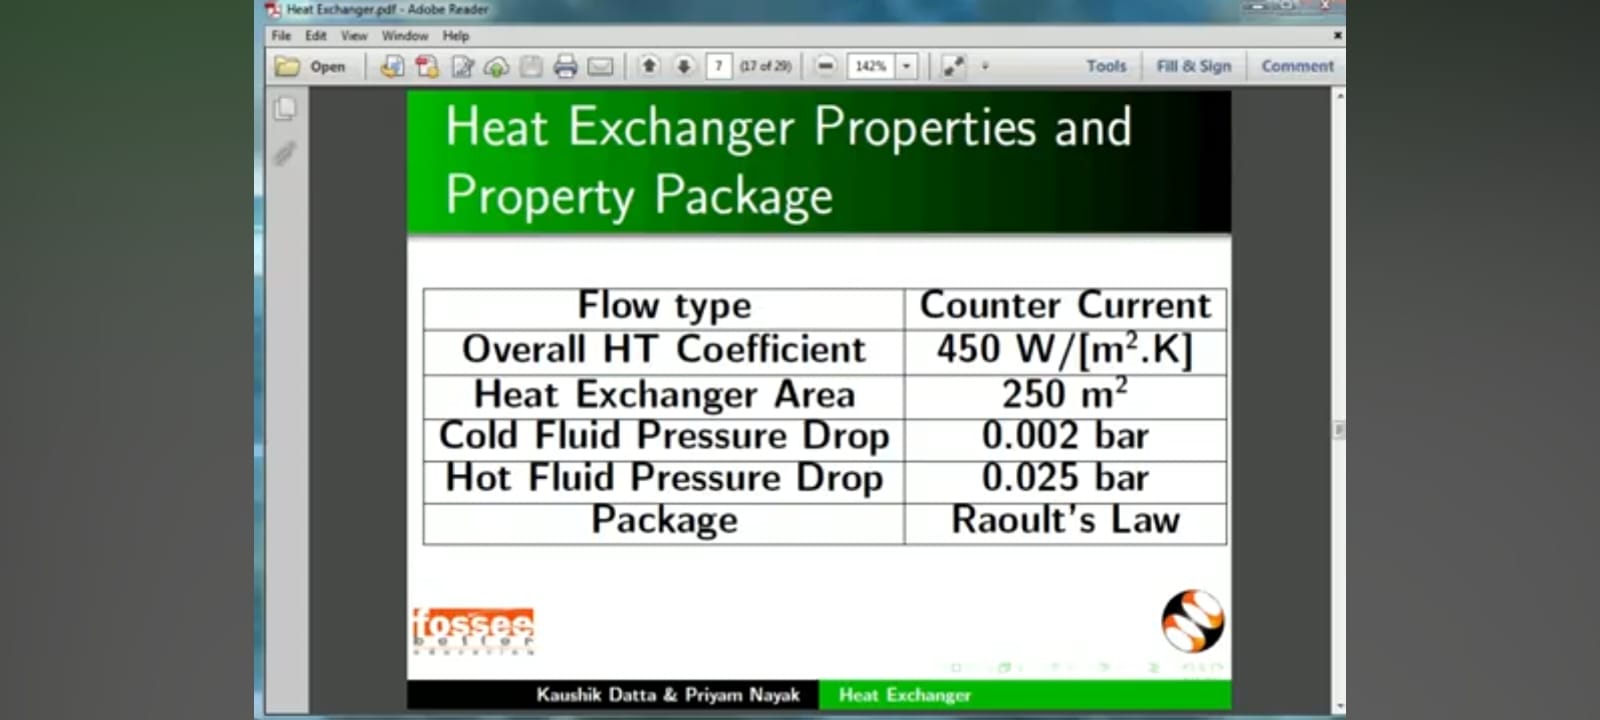 Heat Exchanger.pdf - Adobe Reader
File Edit View Window Help
Open 7 (17 of 29) 142% Tools Fill & Sign Comment
Heat Exchanger Properties and
Property Package
Flow type Counter Current
Overall HT Coefficient 450 W/[m².K]
Heat Exchanger Area 250 m²
Cold Fluid Pressure Drop 0.002 bar
Hot Fluid Pressure Drop 0.025 bar
Package Raoult's Law
fossee
better
education
Kaushik Datta & Priyam Nayak Heat Exchanger